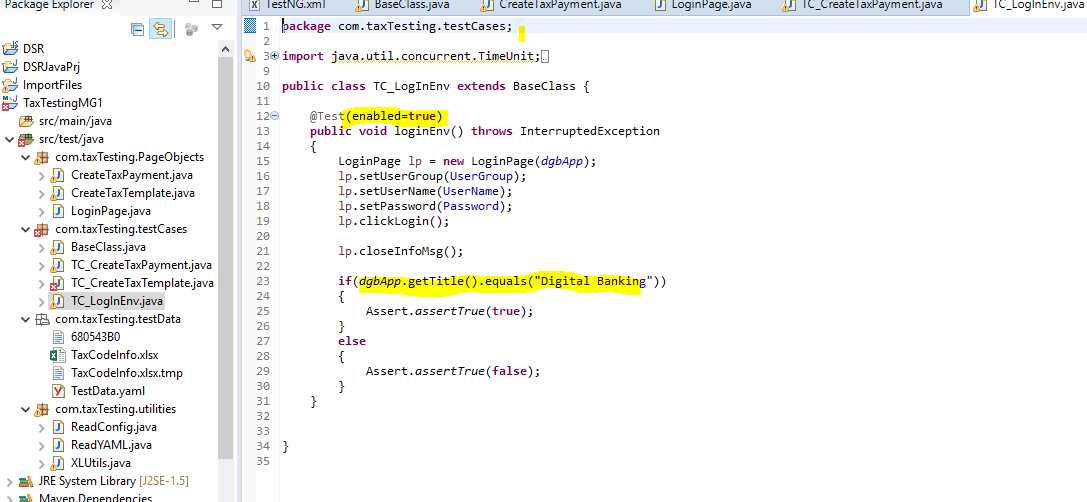 Package Explorer
TestNG.xml
BaseClass.java
CreateTaxPayment.java
LoginPage.java
TC_CreateTaxPayment.java
TC_LogInEnv.java
DSR
DSRJavaPrj
ImportFiles
TaxTestingMG1
src/main/java
src/test/java
com.taxTesting.PageObjects
CreateTaxPayment.java
CreateTaxTemplate.java
LoginPage.java
com.taxTesting.testCases
BaseClass.java
TC_CreateTaxPayment.java
TC_CreateTaxTemplate.java
TC_LogInEnv.java
com.taxTesting.testData
680543B0
TaxCodeInfo.xlsx
TaxCodeInfo.xlsx.tmp
TestData.yaml
com.taxTesting.utilities
ReadConfig.java
ReadYAML.java
XLUtils.java
JRE System Library [J2SE-1.5]
Maven Dependencies
1 package com.taxTesting.testCases;
2
3 import java.util.concurrent.TimeUnit;
9
10 public class TC_LogInEnv extends BaseClass {
11
12 @Test(enabled=true)
13 public void loginEnv() throws InterruptedException
14 {
15 LoginPage lp = new LoginPage(dgbApp);
16 lp.setUserGroup(UserGroup);
17 lp.setUserName(UserName);
18 lp.setPassword(Password);
19 lp.clickLogin();
20
21 lp.closeInfoMsg();
22
23 if(dgbApp.getTitle().equals("Digital Banking"))
24 {
25 Assert.assertTrue(true);
26 }
27 else
28 {
29 Assert.assertTrue(false);
30 }
31 }
32
33
34 }
35